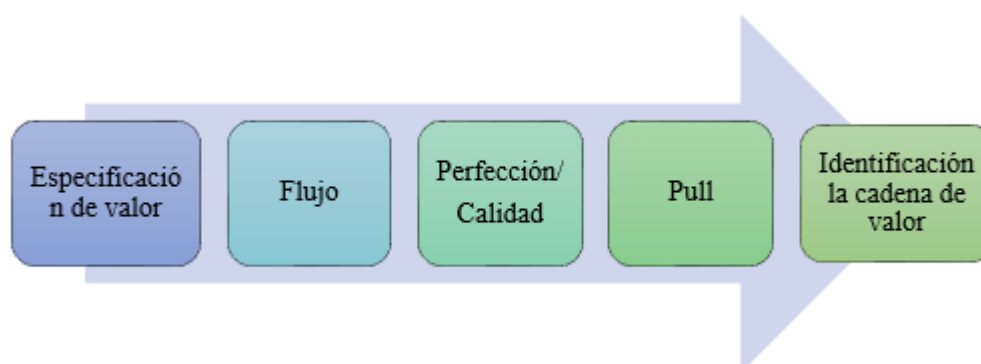 Especificació
n de valor
Flujo
Perfección/
Calidad
Pull
Identificación
la cadena de
valor